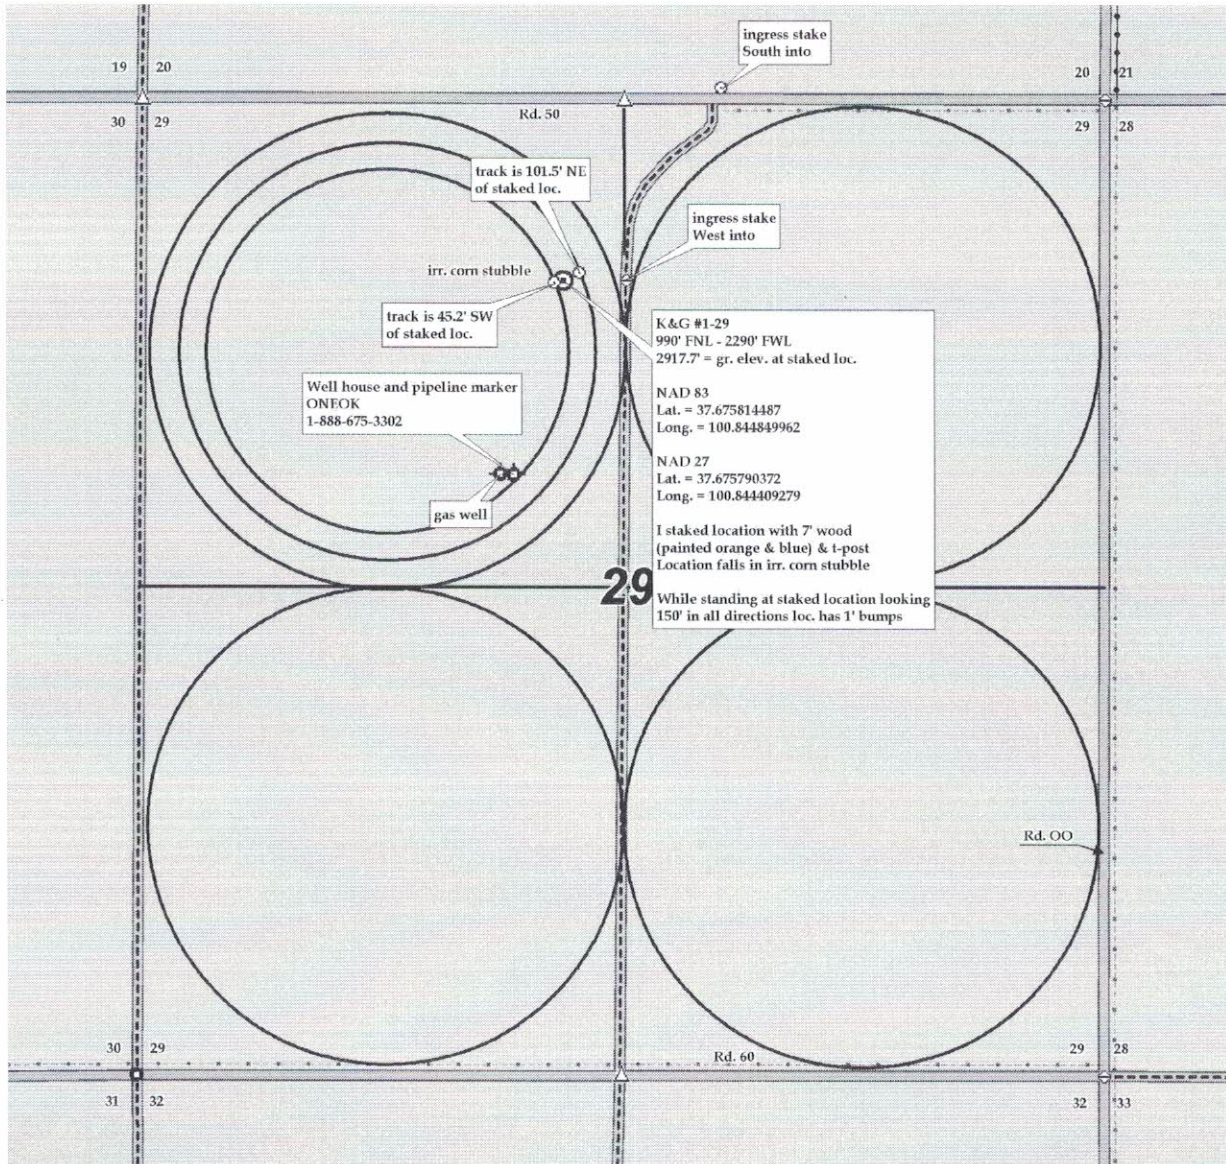 ingress stake
South into
19 20
20 21
30 29
Rd. 50
29 28
track is 101.5' NE
of staked loc.
ingress stake
West into
irr. corn stubble
track is 45.2' SW
of staked loc.
K&G #1-29
990' FNL - 2290' FWL
2917.7' = gr. elev. at staked loc.
NAD 83
Lat. = 37.675814487
Long. = 100.844849962
NAD 27
Lat. = 37.675790372
Long. = 100.844409279
I staked location with 7' wood
(painted orange & blue) & t-post
Location falls in irr. corn stubble
While standing at staked location looking
150' in all directions loc. has 1' bumps
Well house and pipeline marker
ONEOK
1-888-675-3302
gas well
29
Rd. OO
30 29
Rd. 60
29 28
31 32
32 33